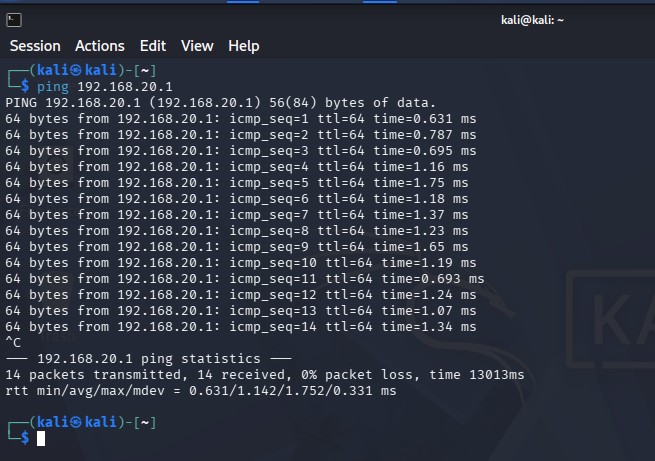 kali@kali: ~
Session Actions Edit View Help
┌──(kali㉿kali)-[~]
└─$ ping 192.168.20.1
PING 192.168.20.1 (192.168.20.1) 56(84) bytes of data.
64 bytes from 192.168.20.1: icmp_seq=1 ttl=64 time=0.631 ms
64 bytes from 192.168.20.1: icmp_seq=2 ttl=64 time=0.787 ms
64 bytes from 192.168.20.1: icmp_seq=3 ttl=64 time=0.695 ms
64 bytes from 192.168.20.1: icmp_seq=4 ttl=64 time=1.16 ms
64 bytes from 192.168.20.1: icmp_seq=5 ttl=64 time=1.75 ms
64 bytes from 192.168.20.1: icmp_seq=6 ttl=64 time=1.18 ms
64 bytes from 192.168.20.1: icmp_seq=7 ttl=64 time=1.37 ms
64 bytes from 192.168.20.1: icmp_seq=8 ttl=64 time=1.23 ms
64 bytes from 192.168.20.1: icmp_seq=9 ttl=64 time=1.65 ms
64 bytes from 192.168.20.1: icmp_seq=10 ttl=64 time=1.19 ms
64 bytes from 192.168.20.1: icmp_seq=11 ttl=64 time=0.693 ms
64 bytes from 192.168.20.1: icmp_seq=12 ttl=64 time=1.24 ms
64 bytes from 192.168.20.1: icmp_seq=13 ttl=64 time=1.07 ms
64 bytes from 192.168.20.1: icmp_seq=14 ttl=64 time=1.34 ms
^C
--- 192.168.20.1 ping statistics ---
14 packets transmitted, 14 received, 0% packet loss, time 13013ms
rtt min/avg/max/mdev = 0.631/1.142/1.752/0.331 ms
┌──(kali㉿kali)-[~]
└─$
KA